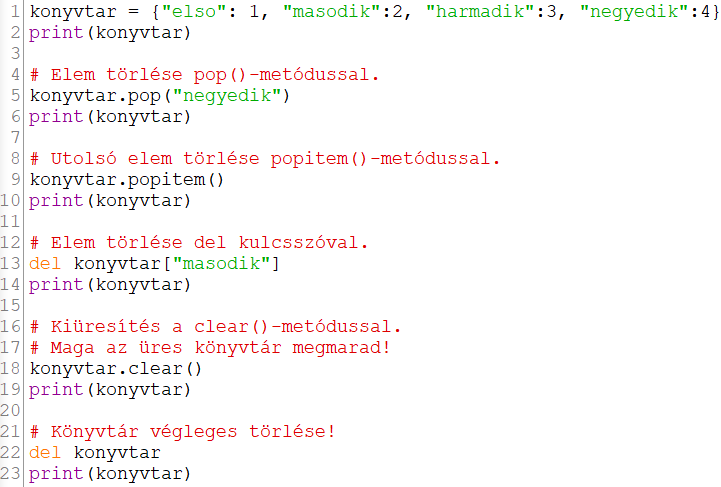 1 konyvtar = {"elso": 1, "masodik":2, "harmadik":3, "negyedik":4}
2 print(konyvtar)
3
4 # Elem törlése pop()-metódussal.
5 konyvtar.pop("negyedik")
6 print(konyvtar)
7
8 # Utolsó elem törlése popitem()-metódussal.
9 konyvtar.popitem()
10 print(konyvtar)
11
12 # Elem törlése del kulcsszóval.
13 del konyvtar["masodik"]
14 print(konyvtar)
15
16 # Kiüresítés a clear()-metódussal.
17 # Maga az üres könyvtár megmarad!
18 konyvtar.clear()
19 print(konyvtar)
20
21 # Könyvtár végleges törlése!
22 del konyvtar
23 print(konyvtar)